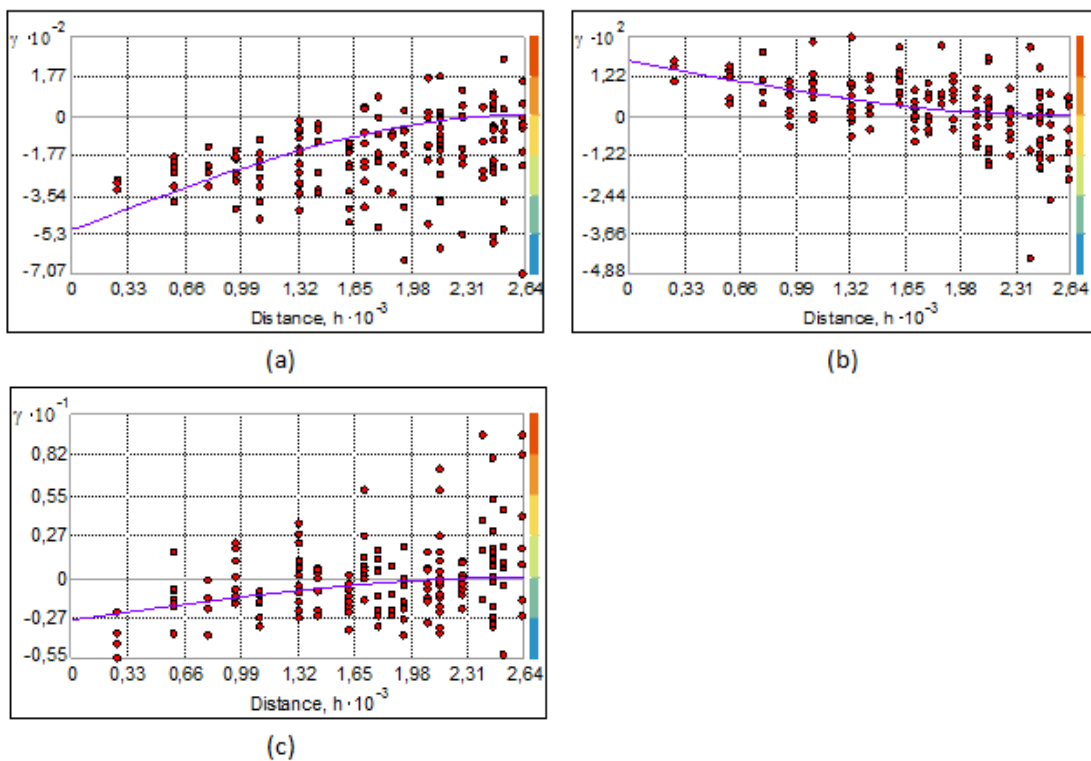 γ ·10⁻²
1,77
0
-1,77
-3,54
-5,3
-7,07
0 0,33 0,66 0,99 1,32 1,65 1,98 2,31 2,64
Distance, h ·10⁻³
(a)
γ -10²
1,22
0
-1,22
-2,44
-3,66
-4,88
0 0,33 0,66 0,99 1,32 1,65 1,98 2,31 2,64
Distance, h ·10⁻³
(b)
γ ·10⁻¹
0,82
0,55
0,27
0
-0,27
-0,55
0 0,33 0,66 0,99 1,32 1,65 1,98 2,31 2,64
Distance, h ·10⁻³
(c)